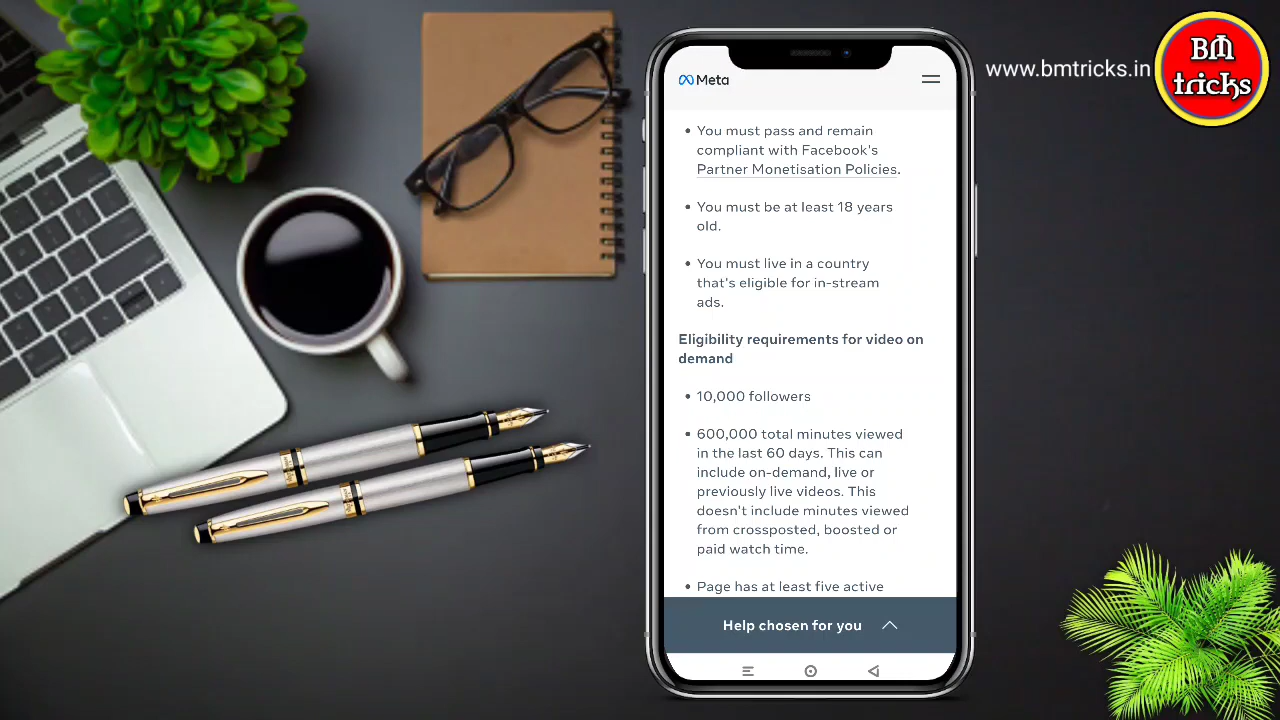 www.bmtricks.in
BM
tricks
Meta
• You must pass and remain
compliant with Facebook's
Partner Monetisation Policies.
• You must be at least 18 years
old.
• You must live in a country
that's eligible for in-stream
ads.
Eligibility requirements for video on
demand
• 10,000 followers
• 600,000 total minutes viewed
in the last 60 days. This can
include on-demand, live or
previously live videos. This
doesn't include minutes viewed
from crossposted, boosted or
paid watch time.
• Page has at least five active
Help chosen for you